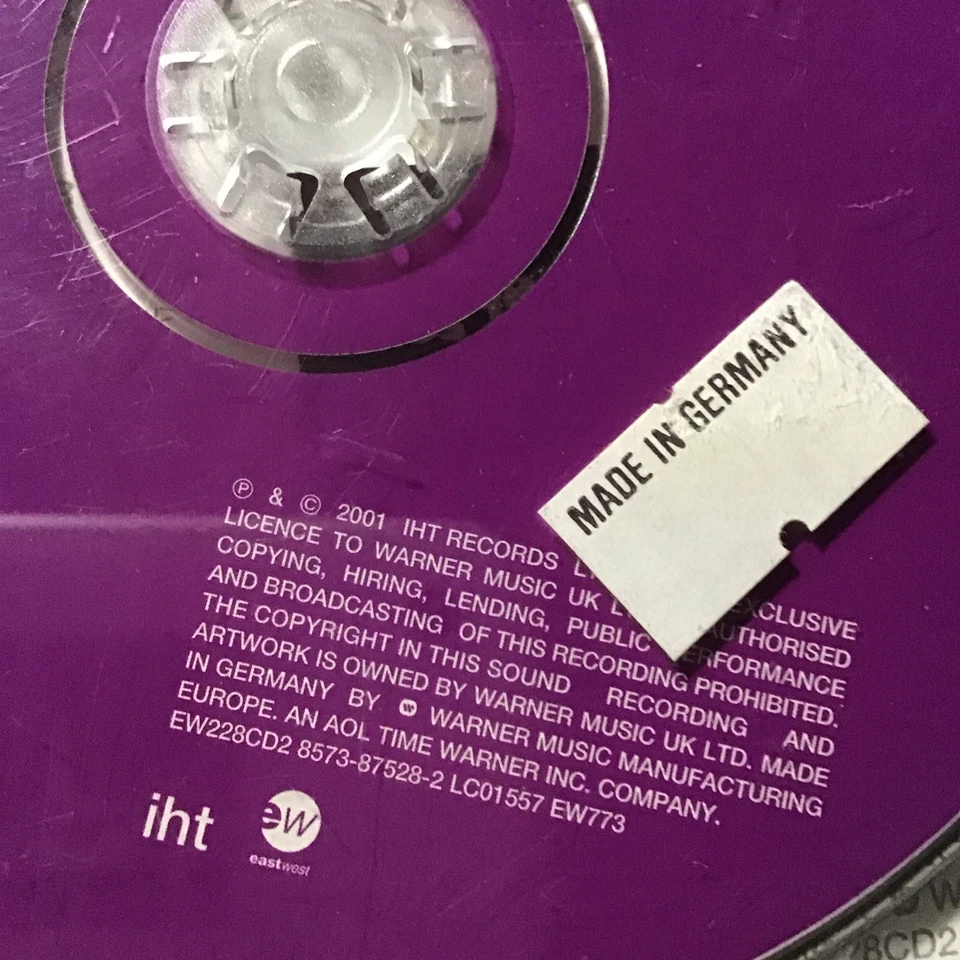 MADE IN GERMANY
Ⓟ & © 2001 IHT RECORDS EXCLUSIVE
LICENCE TO WARNER MUSIC UK AUTHORISED
COPYING, HIRING, LENDING, PUBLIC PERFORMANCE
AND BROADCASTING OF THIS RECORDING PROHIBITED.
THE COPYRIGHT IN THIS SOUND RECORDING AND
ARTWORK IS OWNED BY WARNER MUSIC UK LTD. MADE
IN GERMANY BY WARNER MUSIC MANUFACTURING
EUROPE. AN AOL TIME WARNER INC. COMPANY.
EW228CD2 8573-87528-2 LC01557 EW773
iht
ew
eastwest